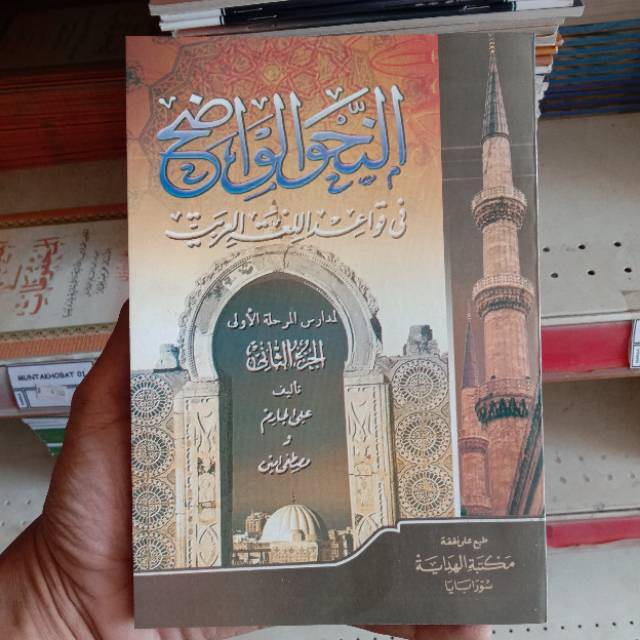 النحو الواضح
في قواعد اللغة العربية
لمدارس المرحلة الأولى
الجزء الثاني
تأليف
علي الجارم
و
مصطفى أمين
طبع على نفقة
مكتبة الهداية
سورابايا
MUNTAKHOBAT 01